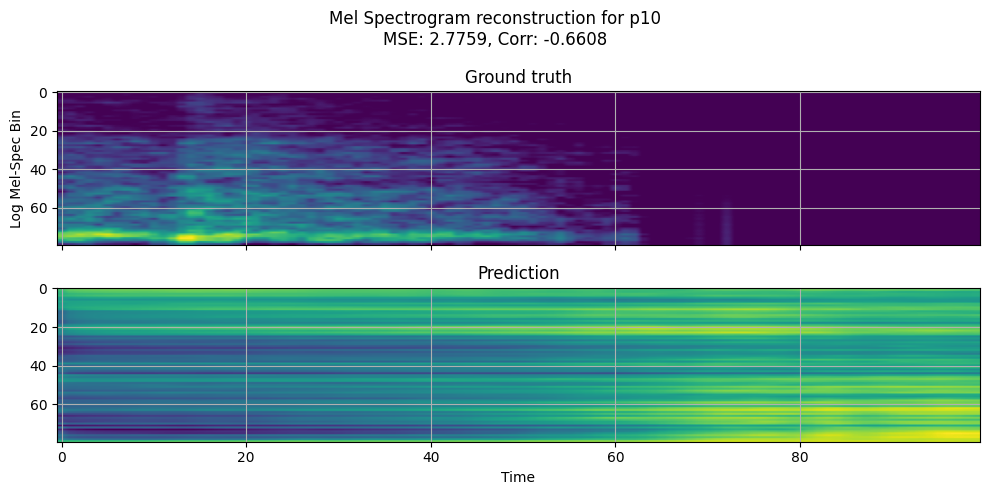 Mel Spectrogram reconstruction for p10
MSE: 2.7759, Corr: -0.6608
Ground truth
Log Mel-Spec Bin
0
20
40
60
Prediction
0
20
40
60
0 20 40 60 80
Time